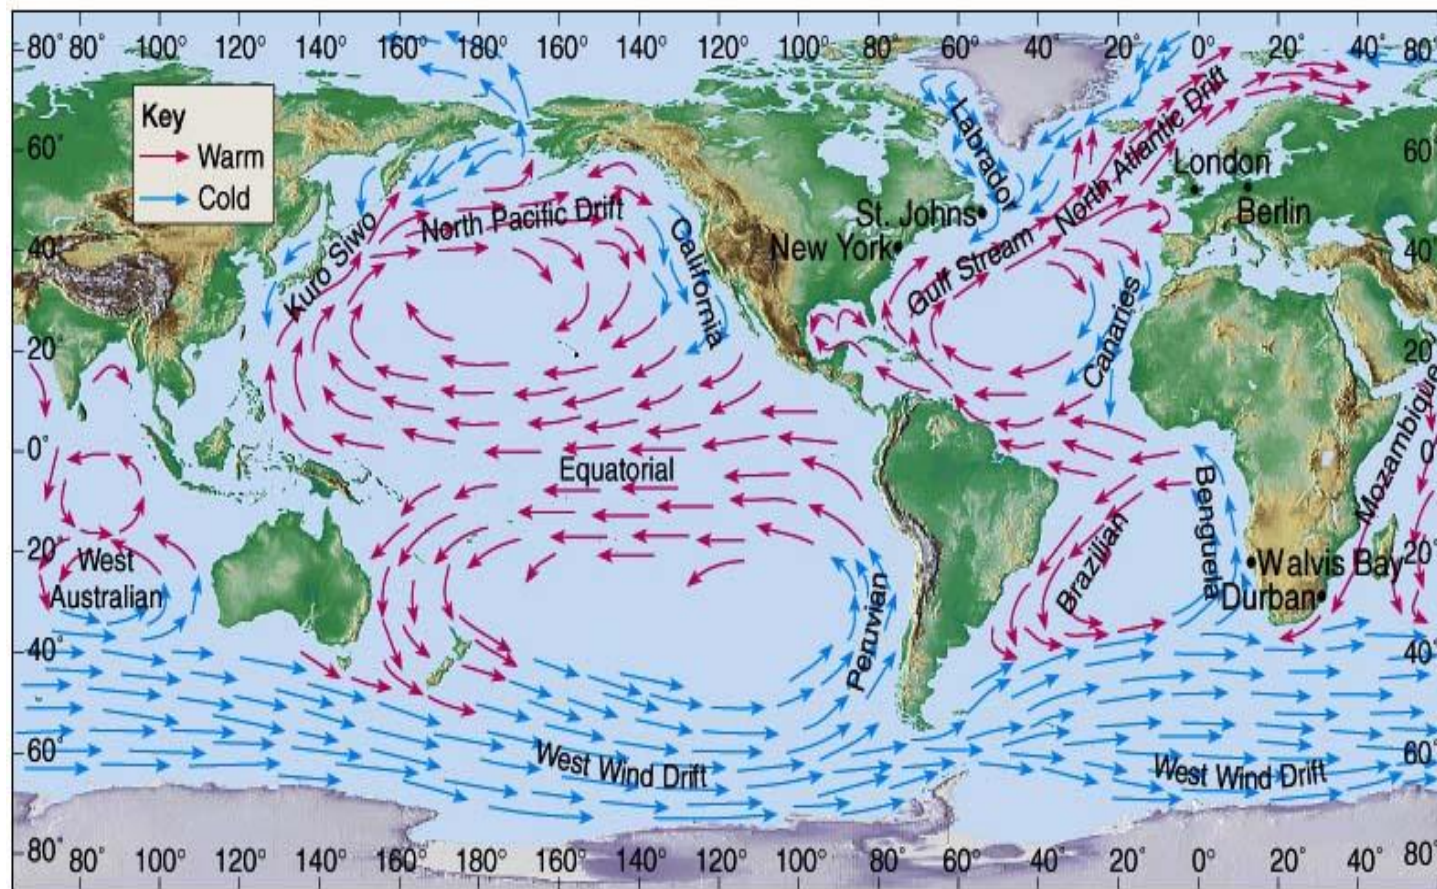 80° 80° 100° 120° 140° 160° 180° 160° 140° 120° 100° 80° 60° 40° 20° 0° 20° 40° 80°
Key
Warm
Cold
60°
60°
Labrador
North Atlantic Drift
London
Berlin
St. Johns
New York
Gulf Stream
North Pacific Drift
Kuro Siwo
California
40°
40°
Canaries
20°
20°
Mozambique
0°
0°
Equatorial
Benguela
Brazilian
20°
20°
West
Australian
Walvis Bay
Durban
Peruvian
40°
40°
60°
60°
West Wind Drift
West Wind Drift
80° 80° 100° 120° 140° 160° 180° 160° 140° 120° 100° 80° 60° 40° 20° 0° 20° 40° 80°